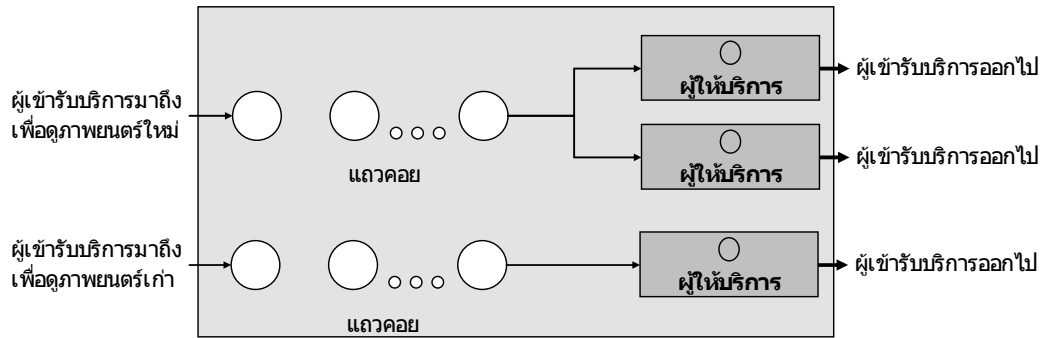 ผู้ให้บริการ
ผู้เข้ารับบริการออกไป
ผู้เข้ารับบริการมาถึง
เพื่อดูภาพยนตร์ใหม่
ผู้ให้บริการ
ผู้เข้ารับบริการออกไป
แถวคอย
ผู้เข้ารับบริการมาถึง
เพื่อดูภาพยนตร์เก่า
ผู้ให้บริการ
ผู้เข้ารับบริการออกไป
แถวคอย